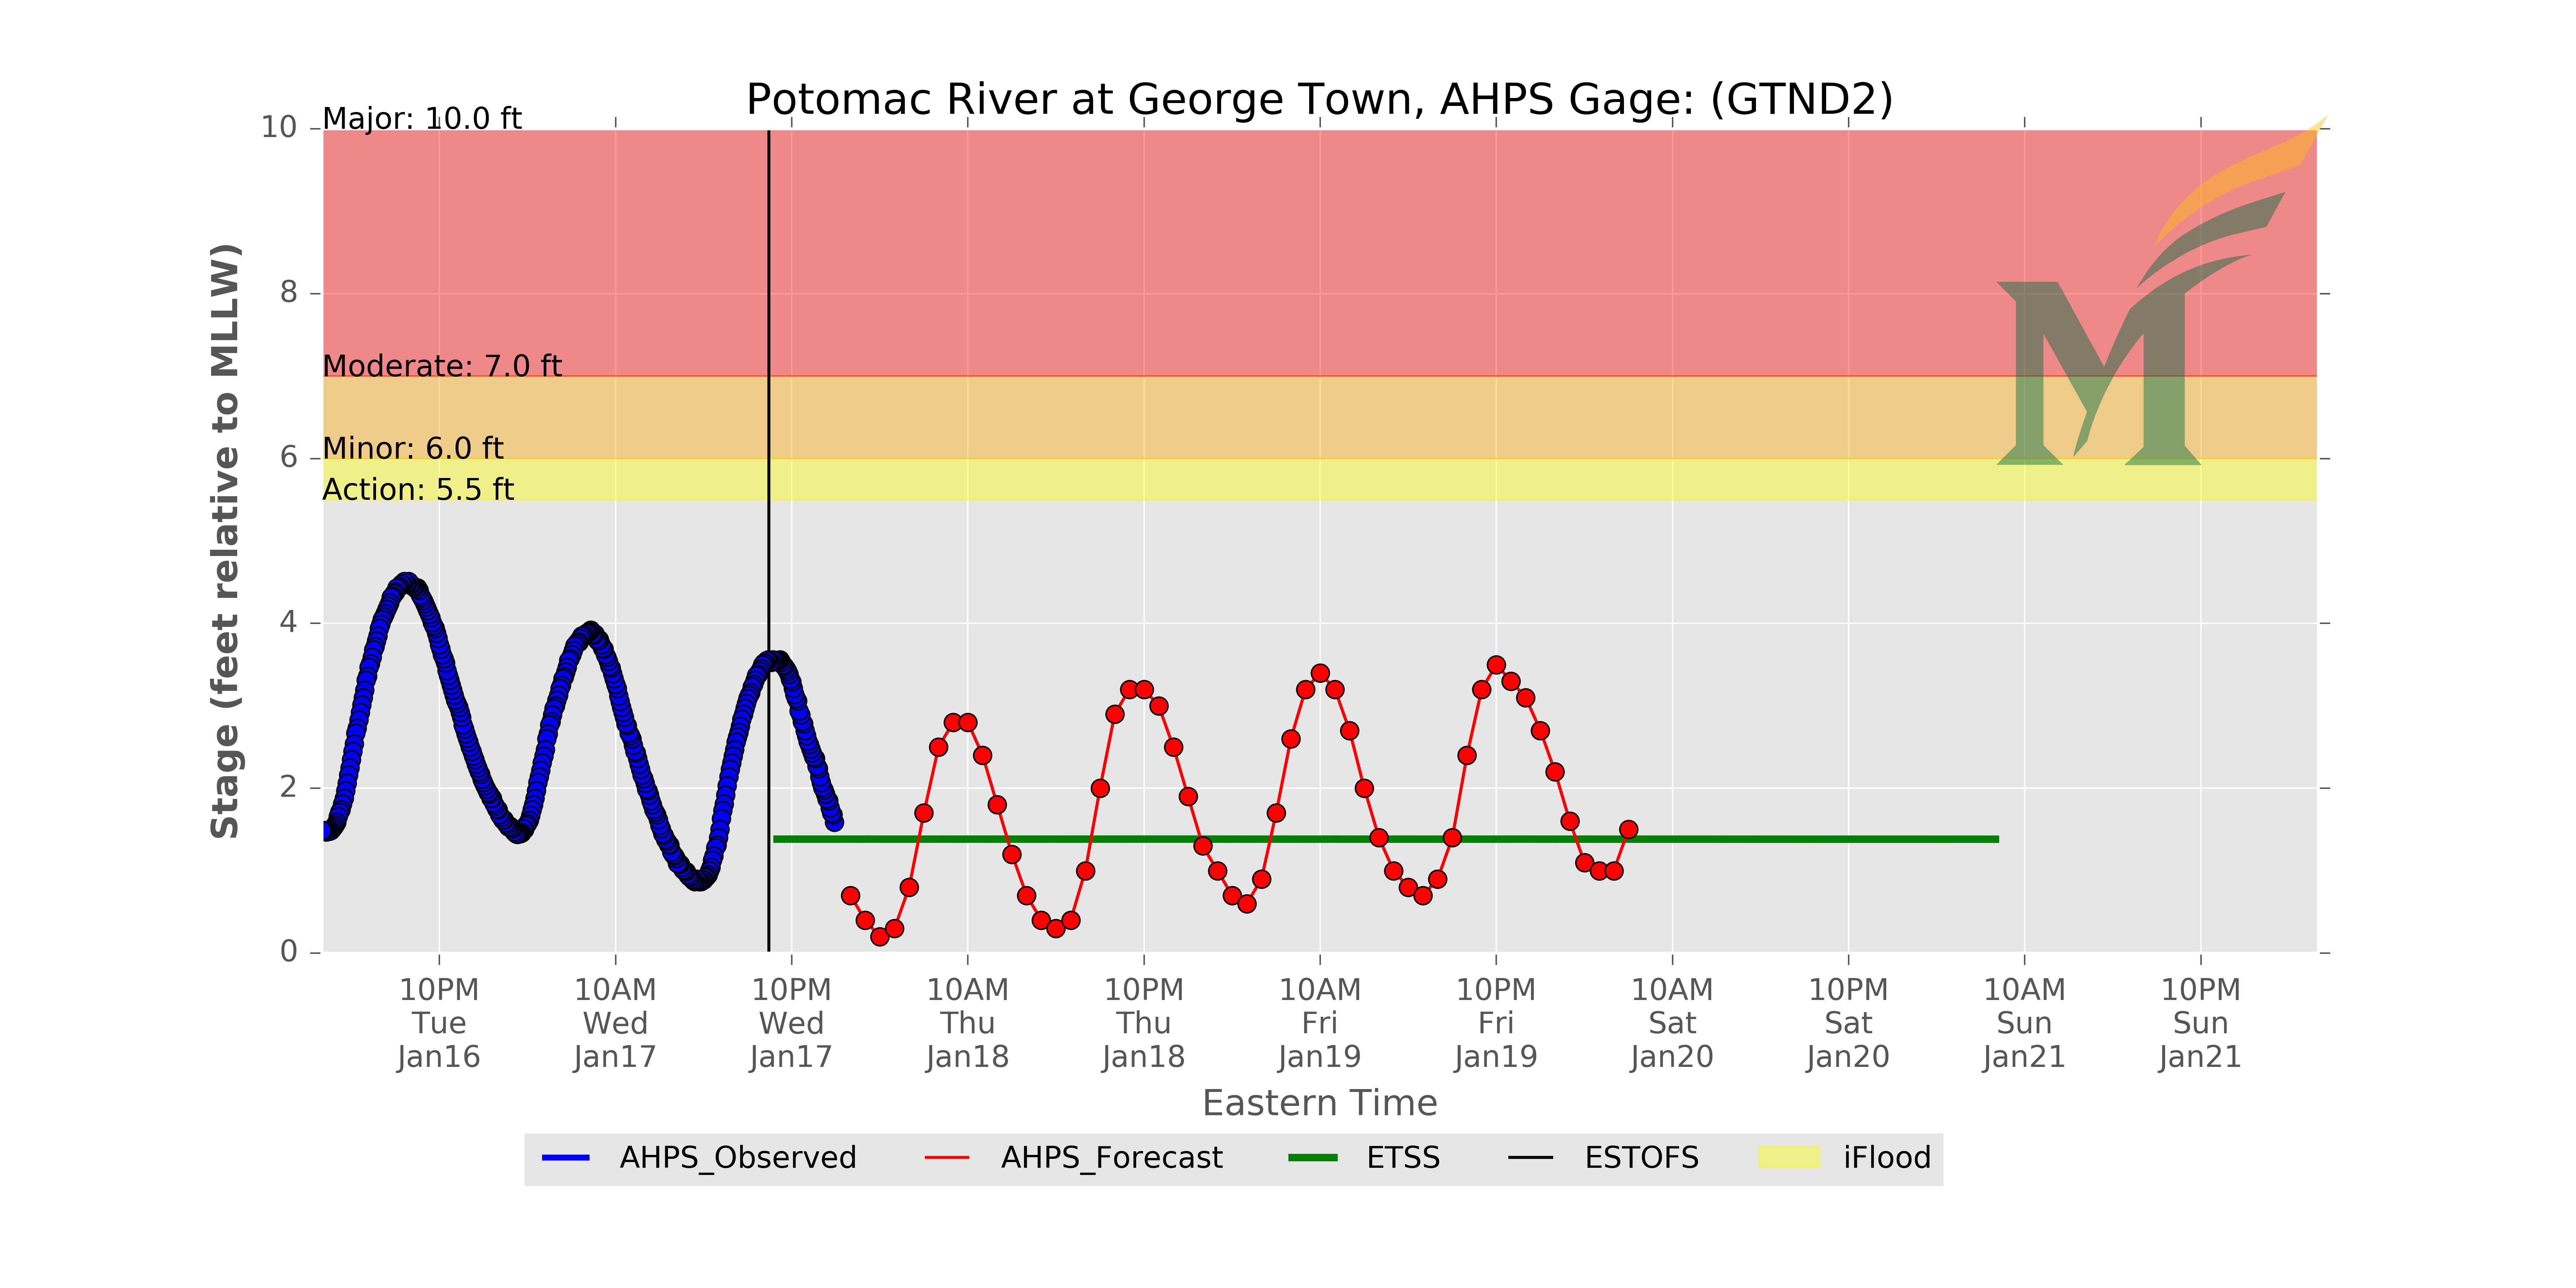 Potomac River at George Town, AHPS Gage: (GTND2)
Major: 10.0 ft
Moderate: 7.0 ft
Minor: 6.0 ft
Action: 5.5 ft
Stage (feet relative to MLLW)
10
8
6
4
2
0
10PM 10AM 10PM 10AM 10PM 10AM 10PM 10AM 10PM 10AM 10PM
Tue Wed Wed Thu Thu Fri Fri Sat Sat Sun Sun
Jan16 Jan17 Jan17 Jan18 Jan18 Jan19 Jan19 Jan20 Jan20 Jan21 Jan21
Eastern Time
AHPS_Observed AHPS_Forecast ETSS ESTOFS iFlood
M